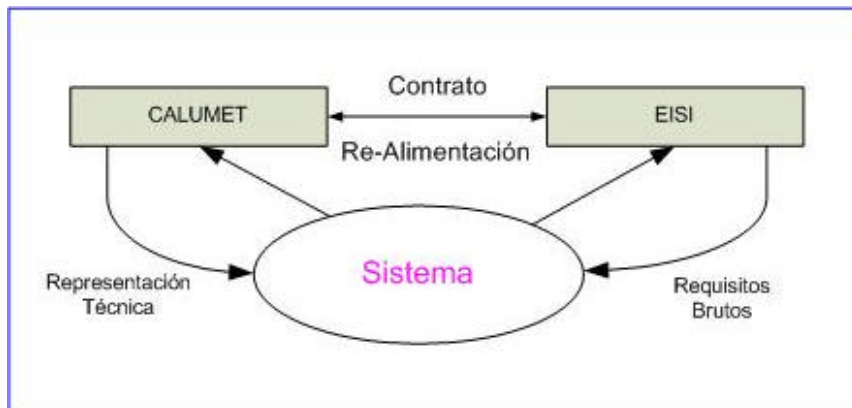 Contrato
CALUMET
EISI
Re-Alimentación
Sistema
Representación
Técnica
Requisitos
Brutos